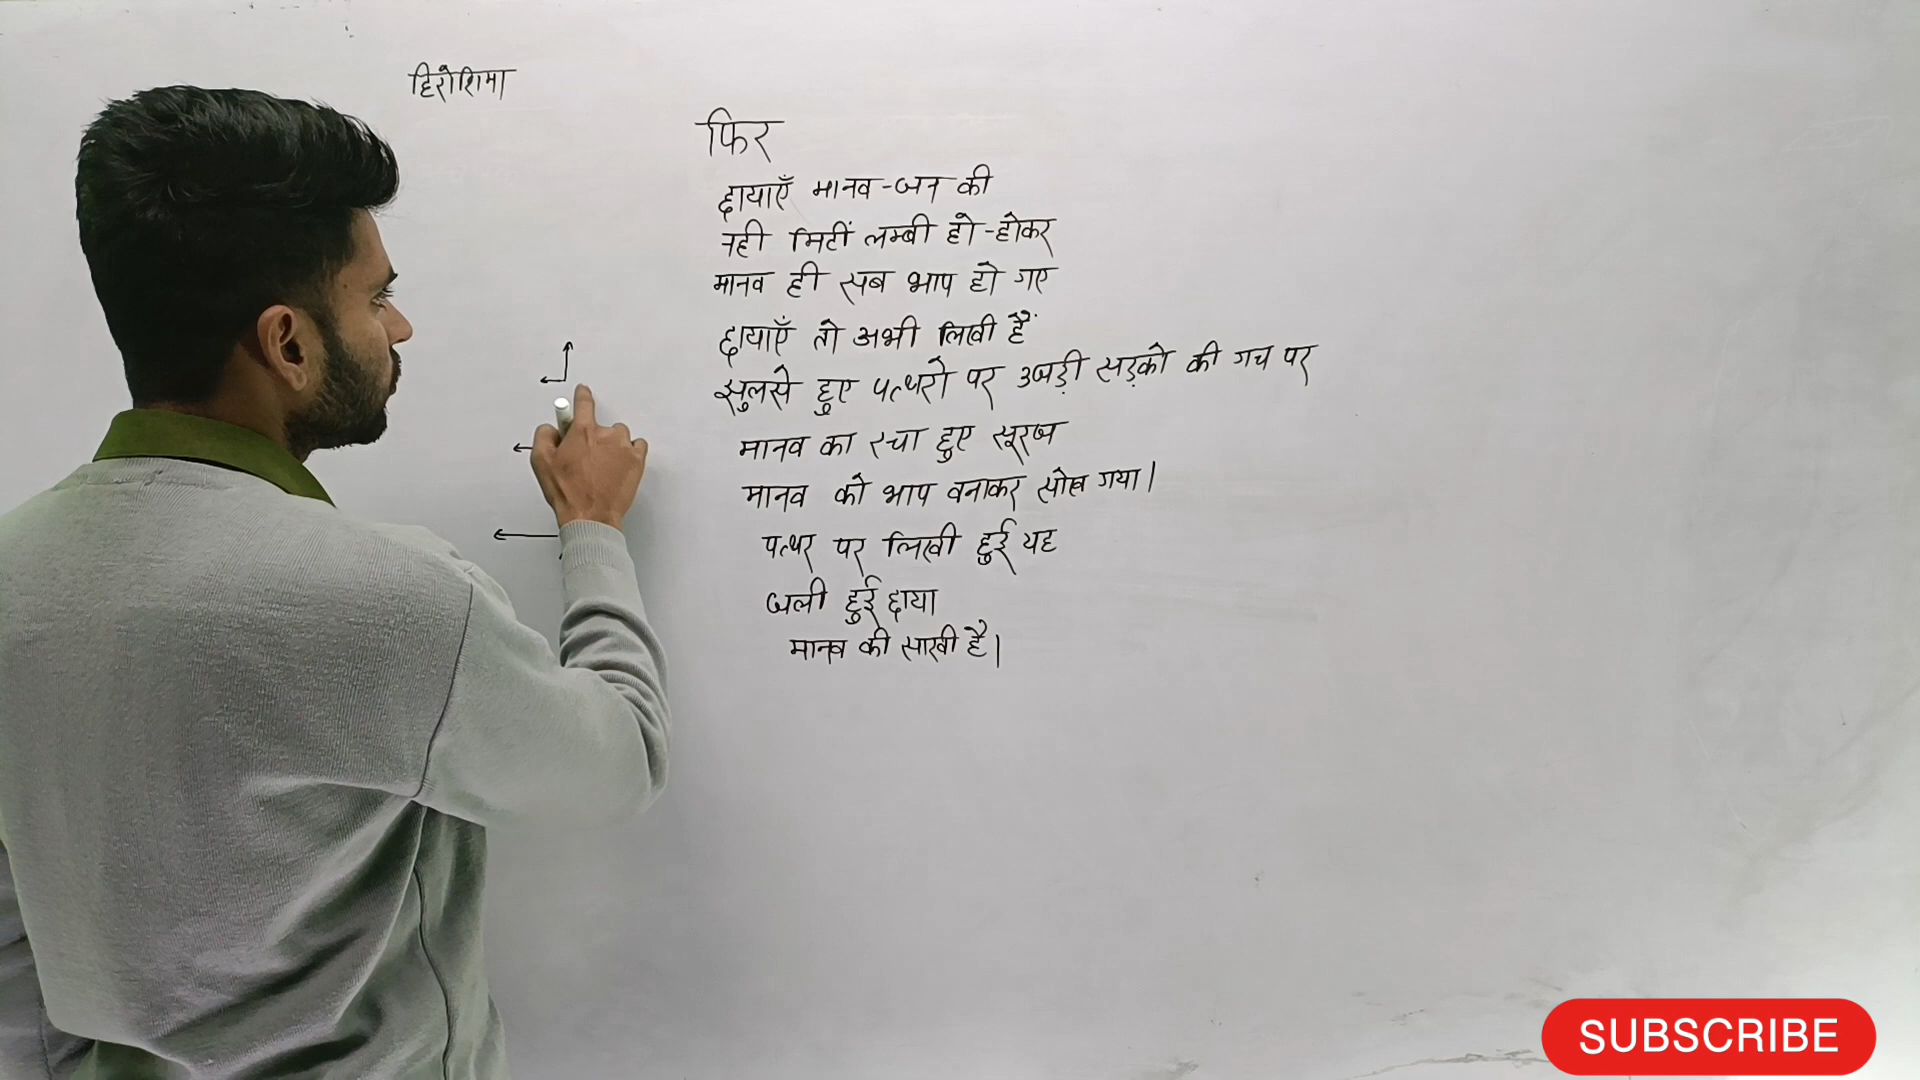 हिरोशिमा
फिर
छायाएँ मानव-जन की
नही मिटीं लम्बी हो-होकर
मानव ही सब भाप हो गए
छायाएँ तो अभी लिखी हैं
झुलसे हुए पत्थरो पर उजड़ी सड़को की गच पर
मानव का रचा हुए सूरज
मानव को भाप बनाकर सोख गया।
पत्थर पर लिखी हुई यह
जली हुई छाया
मानव की साखी है।
SUBSCRIBE